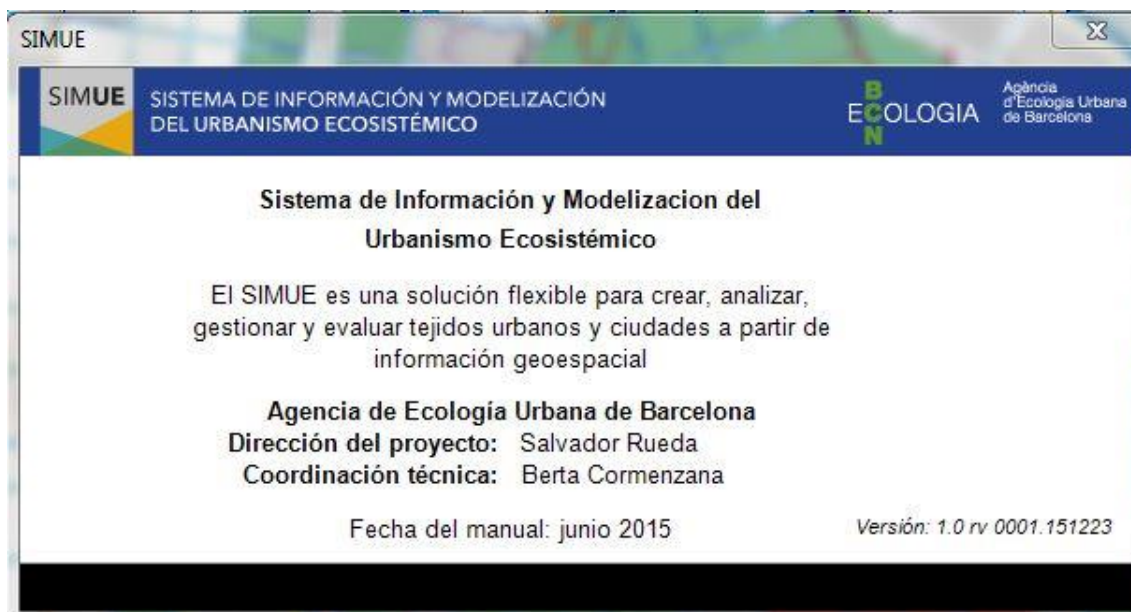 SIMUE
SIMUE
SISTEMA DE INFORMACIÓN Y MODELIZACIÓN
DEL URBANISMO ECOSISTÉMICO
BCN
ECOLOGIA
Agència
d'Ecologia Urbana
de Barcelona
Sistema de Información y Modelizacion del
Urbanismo Ecosistémico
El SIMUE es una solución flexible para crear, analizar,
gestionar y evaluar tejidos urbanos y ciudades a partir de
información geoespacial
Agencia de Ecología Urbana de Barcelona
Dirección del proyecto: Salvador Rueda
Coordinación técnica: Berta Cormenzana
Fecha del manual: junio 2015
Versión: 1.0 rv 0001.151223